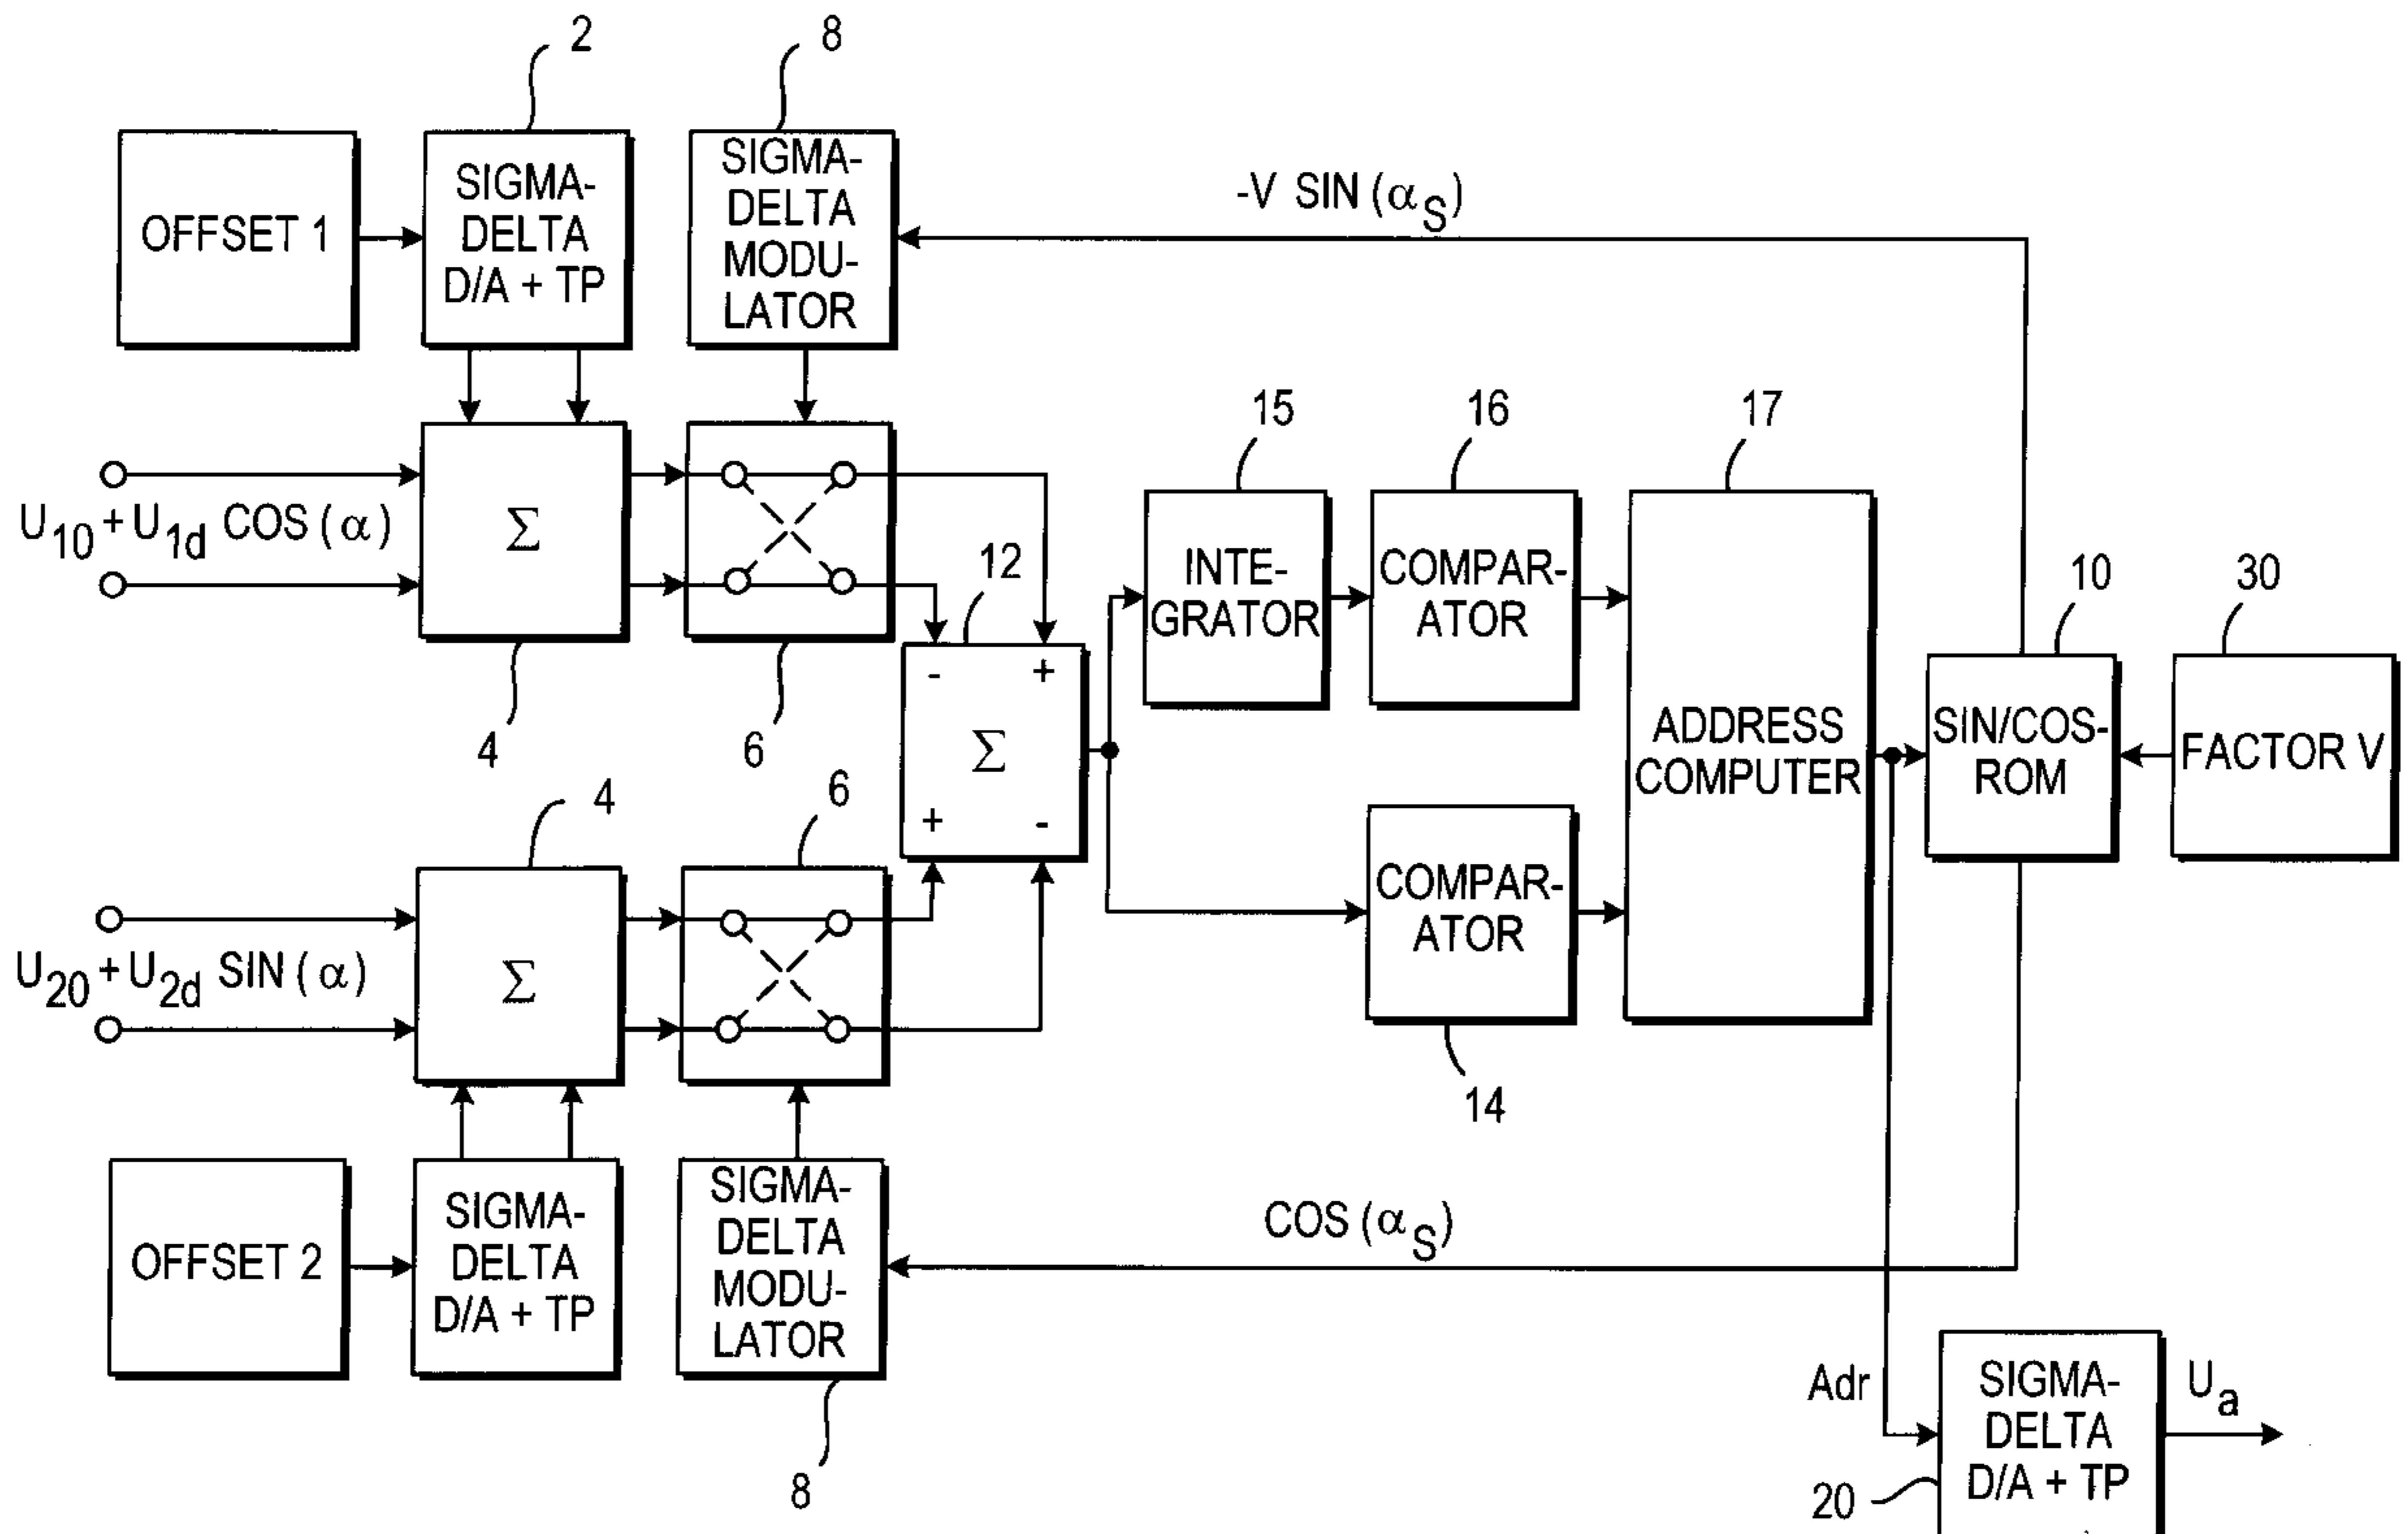 2
8
OFFSET 1
SIGMA-
DELTA
D/A + TP
SIGMA-
DELTA
MODU-
LATOR
-V SIN (αS)
U10 + U1d COS (α)
Σ
4
6
12
- +
Σ
+ -
15
INTE-
GRATOR
16
COMPAR-
ATOR
17
ADDRESS
COMPUTER
10
SIN/COS-
ROM
30
FACTOR V
4
6
U20 + U2d SIN (α)
Σ
COMPAR-
ATOR
14
OFFSET 2
SIGMA-
DELTA
D/A + TP
SIGMA-
DELTA
MODU-
LATOR
8
COS (αS)
Adr
SIGMA-
DELTA
D/A + TP
Ua
20